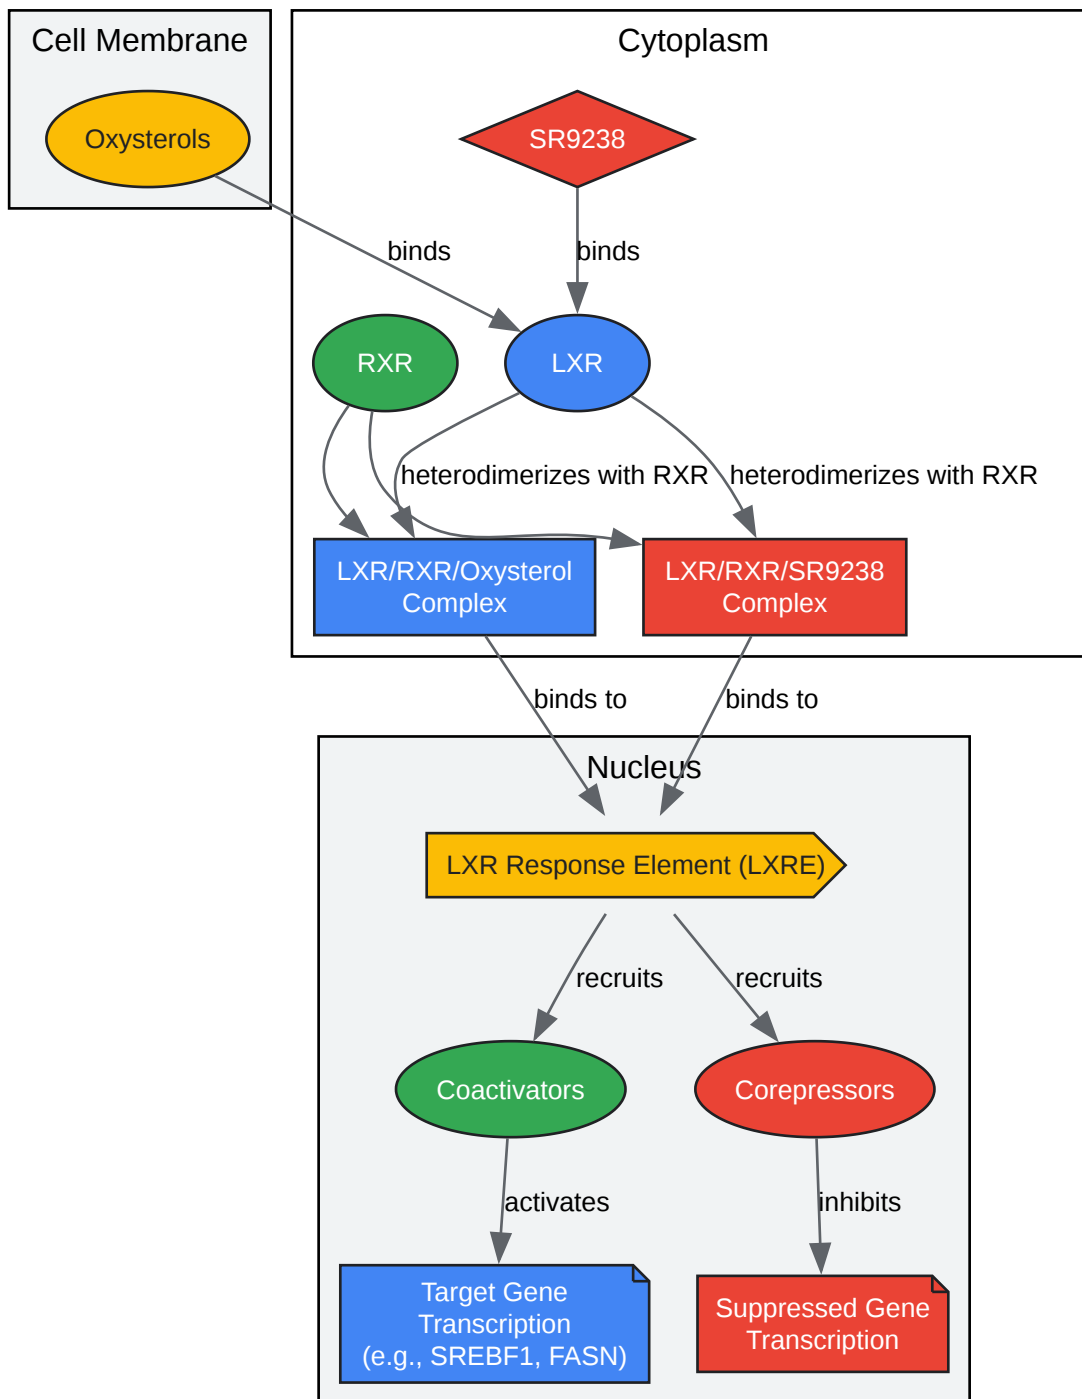 Cell Membrane
Cytoplasm
Oxysterols
SR9238
binds
binds
RXR
LXR
heterodimerizes with RXR
heterodimerizes with RXR
LXR/RXR/Oxysterol
Complex
LXR/RXR/SR9238
Complex
binds to
binds to
Nucleus
LXR Response Element (LXRE)
recruits
recruits
Coactivators
Corepressors
activates
inhibits
Target Gene
Transcription
(e.g., SREBF1, FASN)
Suppressed Gene
Transcription